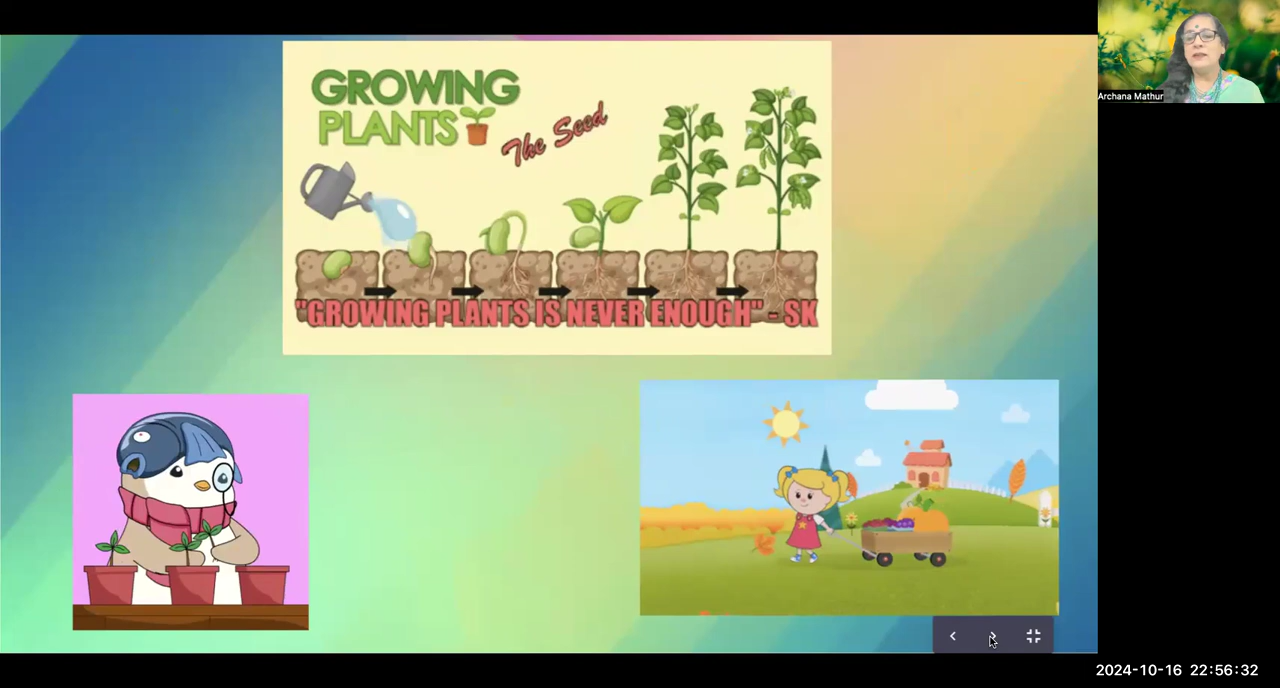 GROWING
PLANTS
The Seed
"GROWING PLANTS IS NEVER ENOUGH" - SK
Archana Mathur
2024-10-16 22:56:32